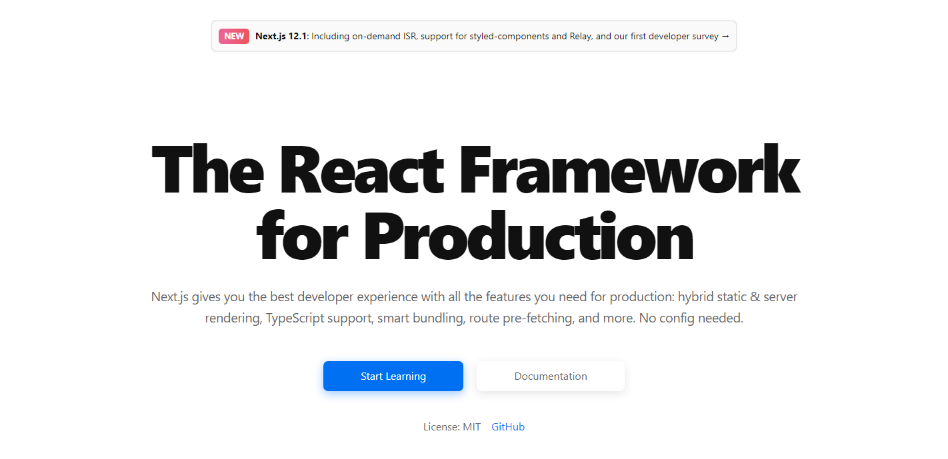 NEW Next.js 12.1: Including on-demand ISR, support for styled-components and Relay, and our first developer survey →
The React Framework
for Production
Next.js gives you the best developer experience with all the features you need for production: hybrid static & server
rendering, TypeScript support, smart bundling, route pre-fetching, and more. No config needed.
Start Learning Documentation
License: MIT GitHub